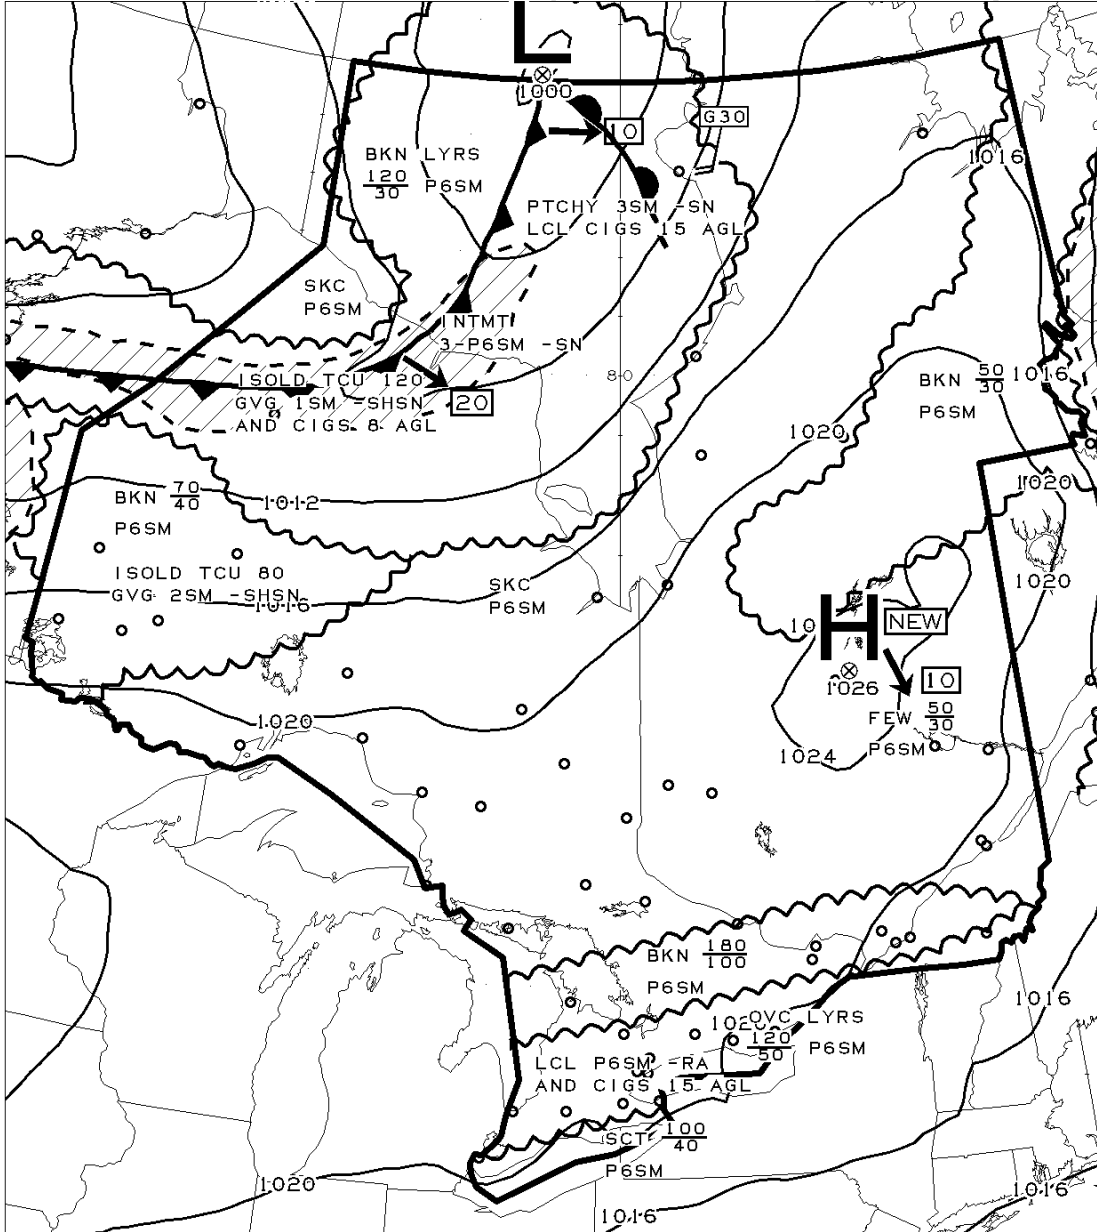 L
1000
10
G30
1016
BKN LYRS
120
30 P6SM
PTCHY 3SM -SN
LCL CIGS 15 AGL
SKC
P6SM
INTMT
3-P6SM -SN
80
ISOLD TCU 120
GVG 1SM -SHSN
AND CIGS 8 AGL
20
BKN 50
30
P6SM
1016
1020
1020
BKN 70
40
P6SM
1012
ISOLD TCU 80
GVG 2SM -SHSN
1016
SKC
P6SM
1020
H
NEW
10
1026
FEW 50
30
P6SM
1020
1024
BKN 180
100
P6SM
1016
OVC LYRS
120
50 P6SM
LCL P6SM -RA
AND CIGS 15 AGL
SCT 100
40
P6SM
1020
1016
1016